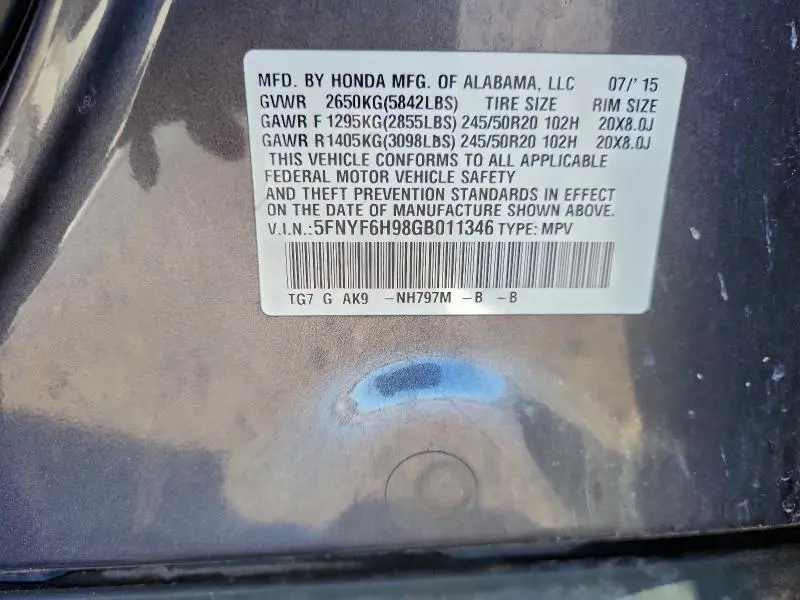 MFD. BY HONDA MFG. OF ALABAMA, LLC 07/'15
GVWR 2650KG(5842LBS) TIRE SIZE RIM SIZE
GAWR F 1295KG(2855LBS) 245/50R20 102H 20X8.0J
GAWR R1405KG(3098LBS) 245/50R20 102H 20X8.0J
THIS VEHICLE CONFORMS TO ALL APPLICABLE
FEDERAL MOTOR VEHICLE SAFETY
AND THEFT PREVENTION STANDARDS IN EFFECT
ON THE DATE OF MANUFACTURE SHOWN ABOVE.
V.I.N.:5FNYF6H98GB011346 TYPE: MPV
TG7 G AK9 -NH797M -B -B